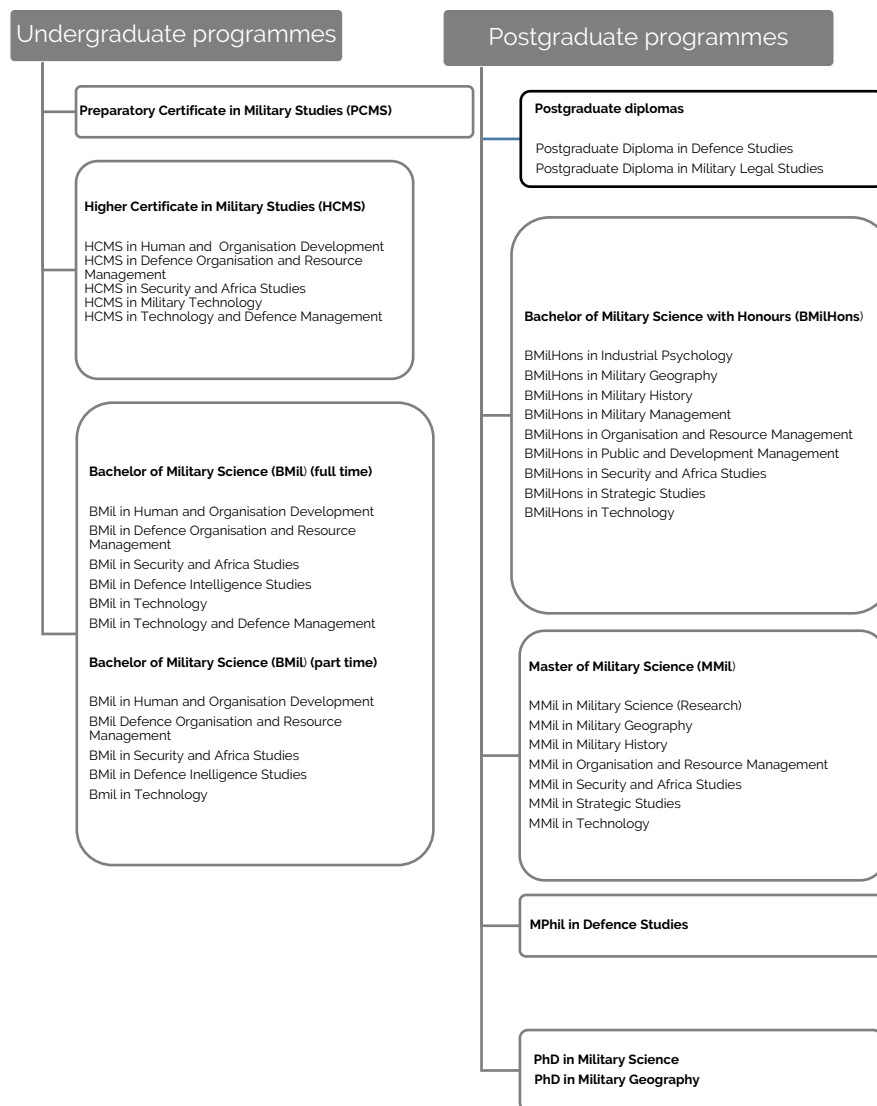 Undergraduate programmes
Preparatory Certificate in Military Studies (PCMS)
Higher Certificate in Military Studies (HCMS)
HCMS in Human and Organisation Development
HCMS in Defence Organisation and Resource
Management
HCMS in Security and Africa Studies
HCMS in Military Technology
HCMS in Technology and Defence Management
Bachelor of Military Science (BMil) (full time)
BMil in Human and Organisation Development
BMil in Defence Organisation and Resource
Management
BMil in Security and Africa Studies
BMil in Defence Intelligence Studies
BMil in Technology
BMil in Technology and Defence Management
Bachelor of Military Science (BMil) (part time)
BMil in Human and Organisation Development
BMil Defence Organisation and Resource
Management
BMil in Security and Africa Studies
BMil in Defence Inelligence Studies
Bmil in Technology
Postgraduate programmes
Postgraduate diplomas
Postgraduate Diploma in Defence Studies
Postgraduate Diploma in Military Legal Studies
Bachelor of Military Science with Honours (BMilHons)
BMilHons in Industrial Psychology
BMilHons in Military Geography
BMilHons in Military History
BMilHons in Military Management
BMilHons in Organisation and Resource Management
BMilHons in Public and Development Management
BMilHons in Security and Africa Studies
BMilHons in Strategic Studies
BMilHons in Technology
Master of Military Science (MMil)
MMil in Military Science (Research)
MMil in Military Geography
MMil in Military History
MMil in Organisation and Resource Management
MMil in Security and Africa Studies
MMil in Strategic Studies
MMil in Technology
MPhil in Defence Studies
PhD in Military Science
PhD in Military Geography